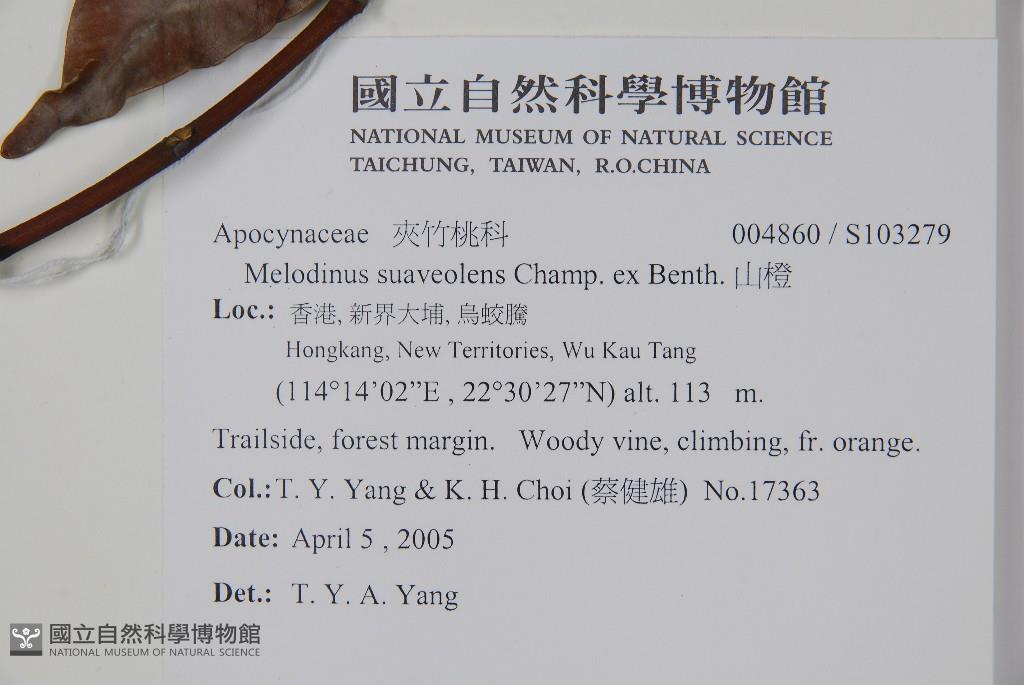 國立自然科學博物館
NATIONAL MUSEUM OF NATURAL SCIENCE
TAICHUNG, TAIWAN, R.O.CHINA
Apocynaceae 夾竹桃科 004860 / S103279
Melodinus suaveolens Champ. ex Benth. 山橙
Loc.: 香港, 新界大埔, 烏蛟騰
Hongkang, New Territories, Wu Kau Tang
(114°14’02”E , 22°30’27”N) alt. 113 m.
Trailside, forest margin. Woody vine, climbing, fr. orange.
Col.: T. Y. Yang & K. H. Choi (蔡健雄) No.17363
Date: April 5 , 2005
Det.: T. Y. A. Yang
國立自然科學博物館
NATIONAL MUSEUM OF NATURAL SCIENCE